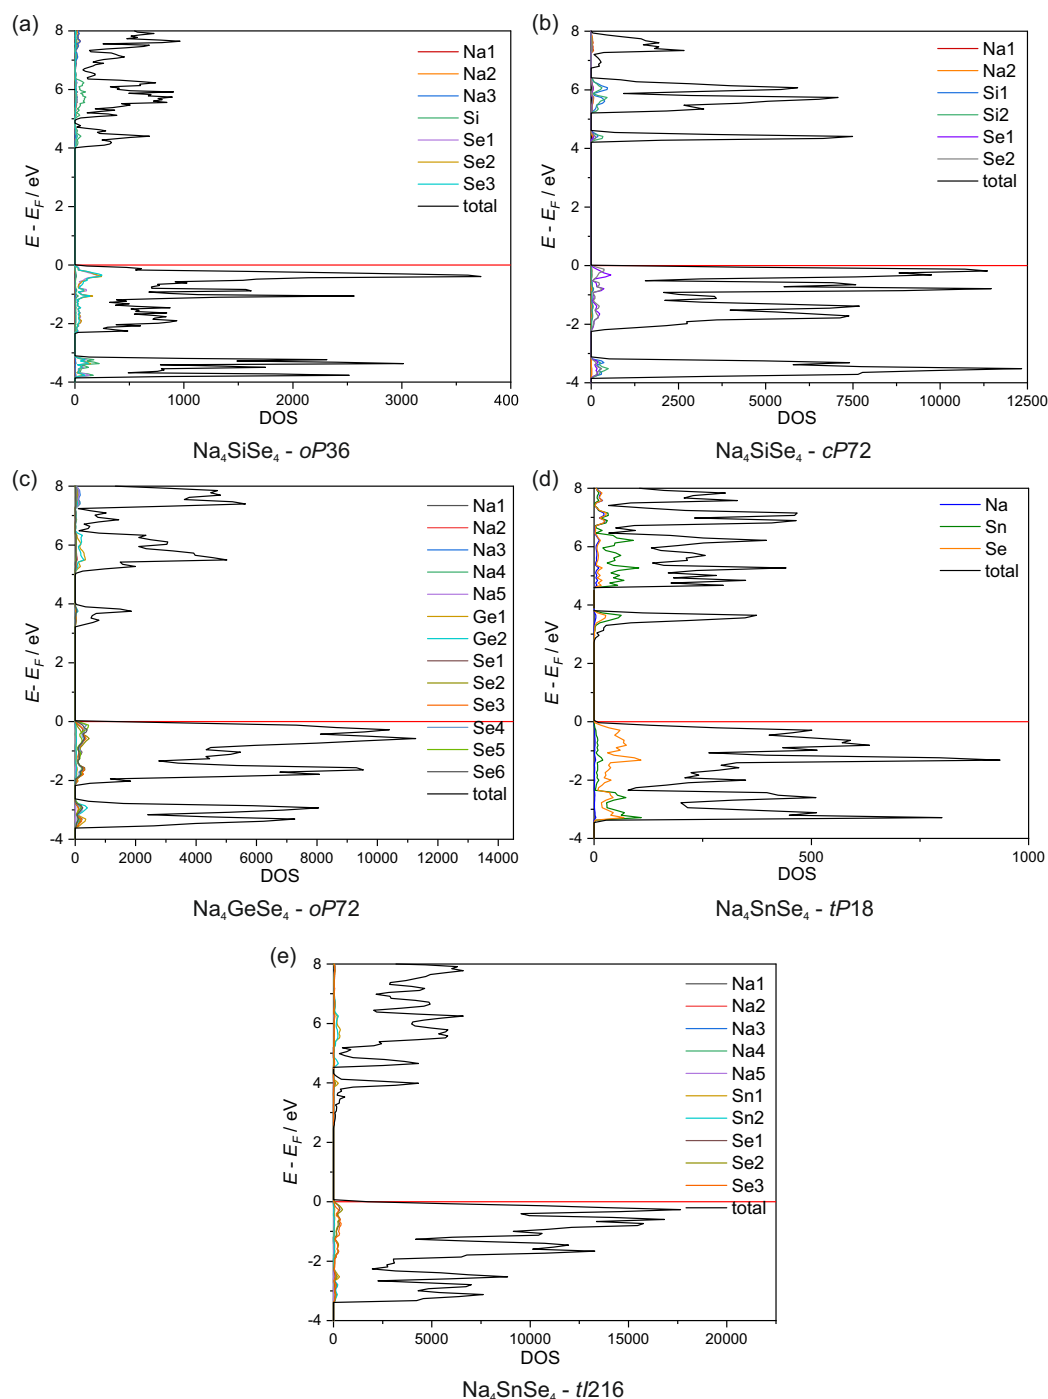 (a)
8
6
4
2
0
-2
-4
E - E_F / eV
0 1000 2000 3000 400
DOS
Na1
Na2
Na3
Si
Se1
Se2
Se3
total
Na₄SiSe₄ - oP36
(b)
8
6
4
2
0
-2
-4
E - E_F / eV
0 2500 5000 7500 10000 12500
DOS
Na1
Na2
Si1
Si2
Se1
Se2
total
Na₄SiSe₄ - cP72
(c)
8
6
4
2
0
-2
-4
E- E_F / eV
0 2000 4000 6000 8000 10000 12000 14000
DOS
Na1
Na2
Na3
Na4
Na5
Ge1
Ge2
Se1
Se2
Se3
Se4
Se5
Se6
total
Na₄GeSe₄ - oP72
(d)
8
6
4
2
0
-2
-4
E - E_F / eV
0 500 1000
DOS
Na
Sn
Se
total
Na₄SnSe₄ - tP18
(e)
8
6
4
2
0
-2
-4
E - E_F / eV
0 5000 10000 15000 20000
DOS
Na1
Na2
Na3
Na4
Na5
Sn1
Sn2
Se1
Se2
Se3
total
Na₄SnSe₄ - tI216